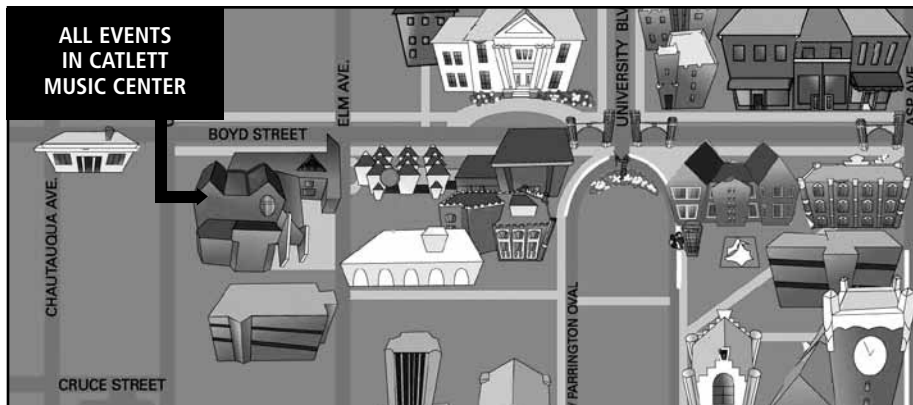 ALL EVENTS
IN CATLETT
MUSIC CENTER
ELM AVE.
UNIVERSITY BLV
ASP AVE.
BOYD STREET
CHAUTAUQUA AVE.
PARRINGTON OVAL
CRUCE STREET